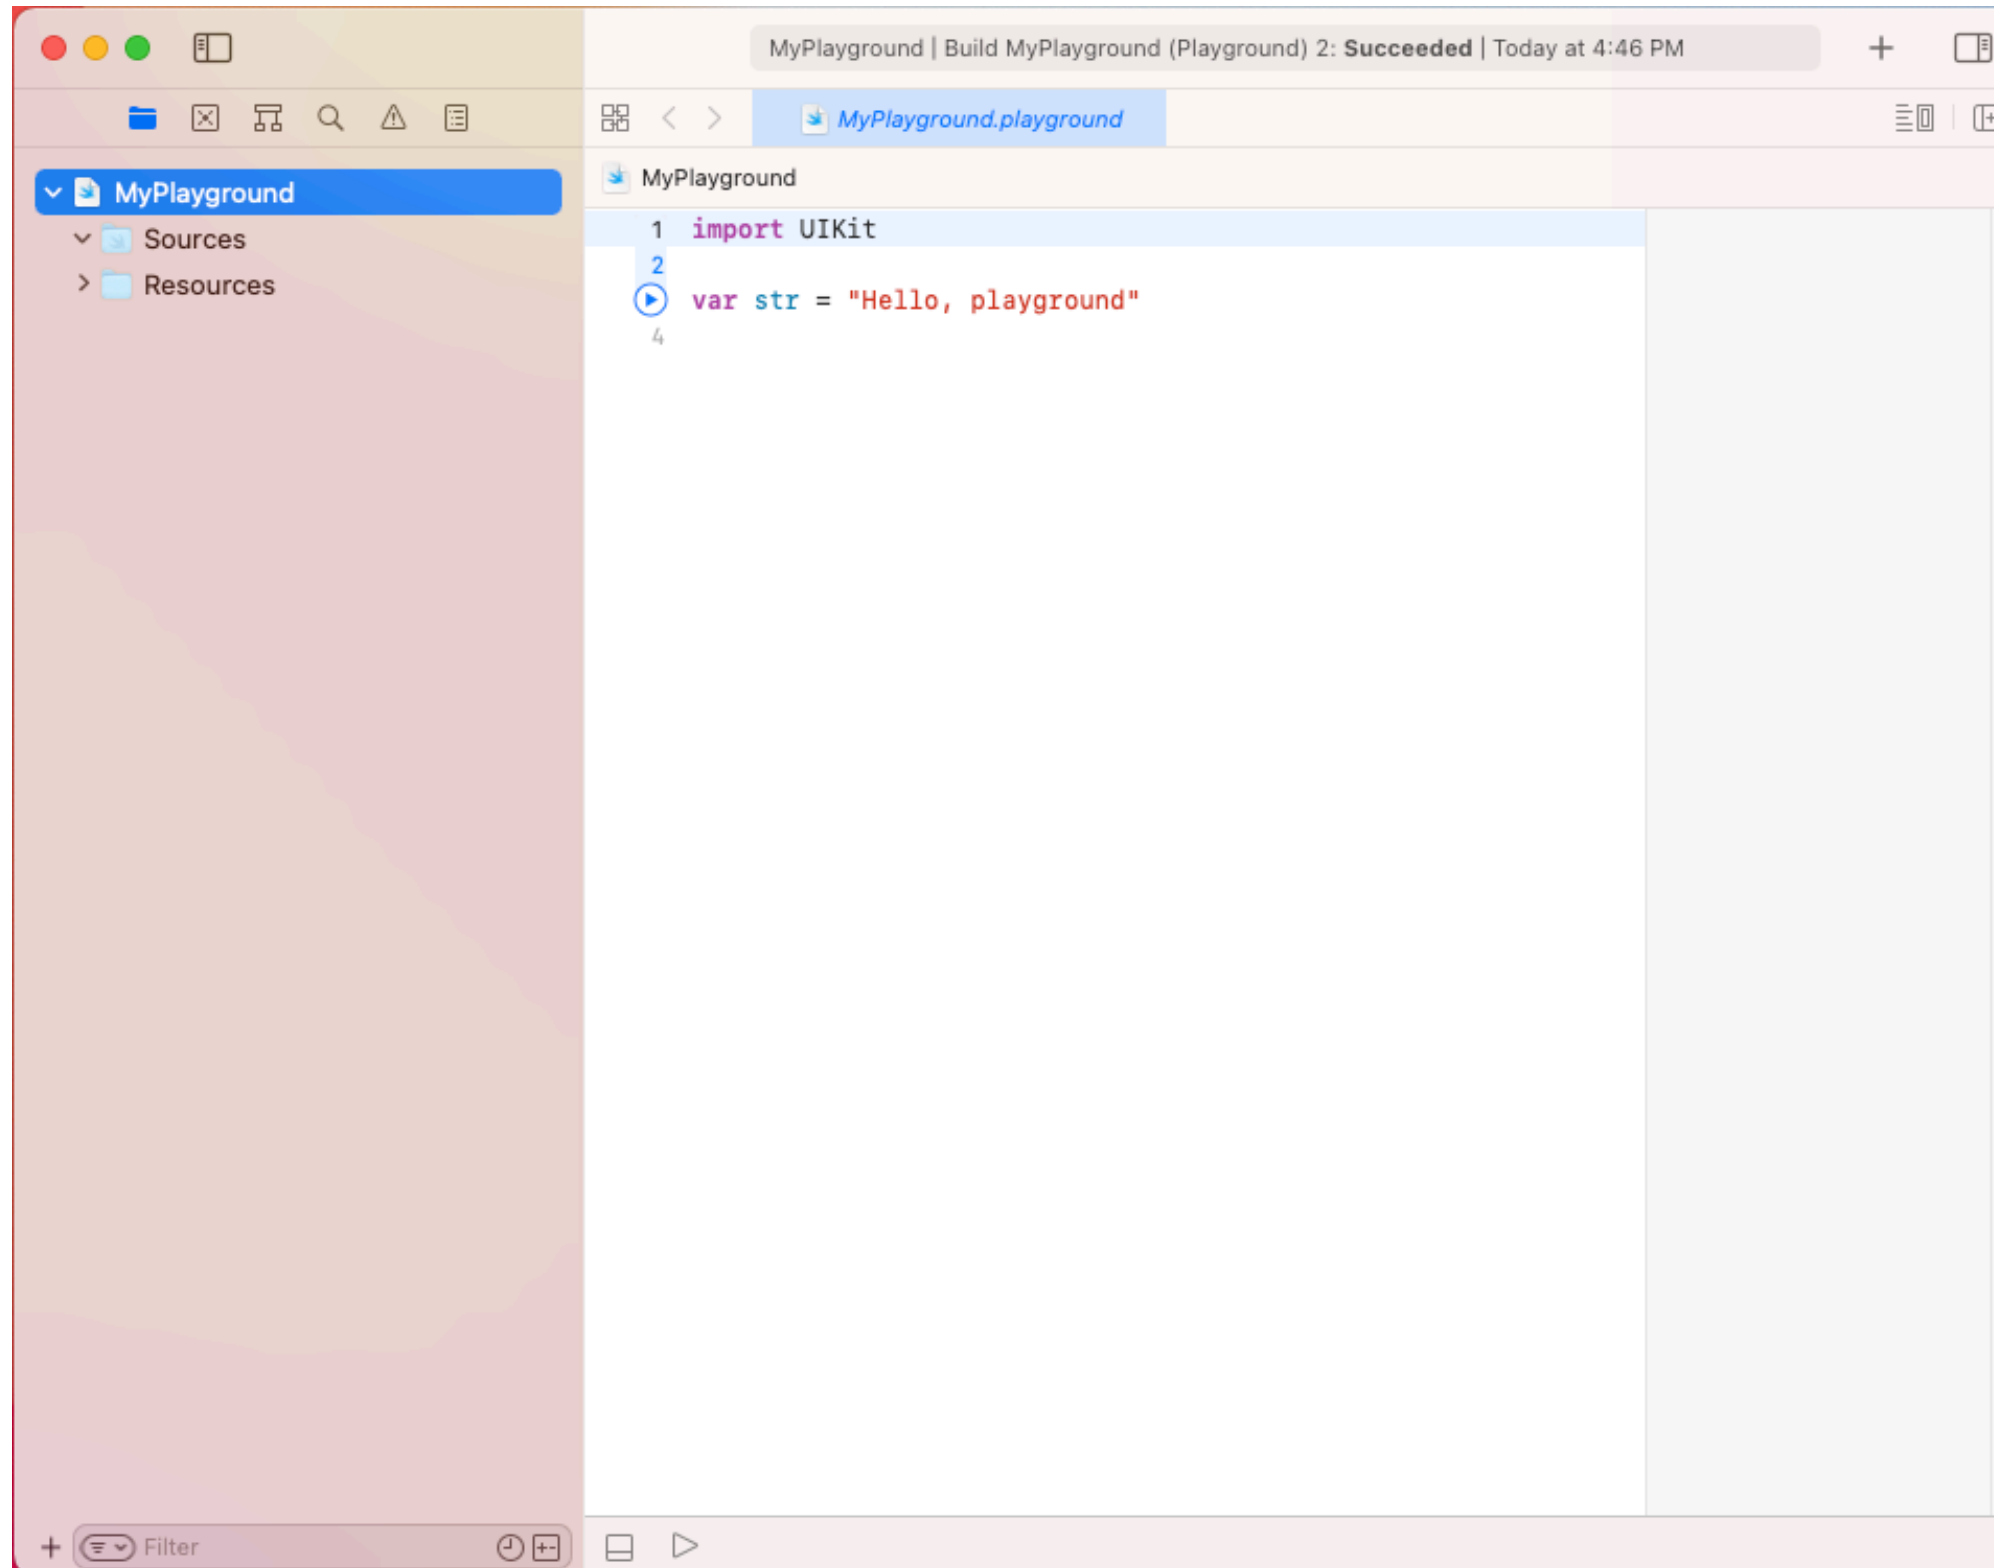 MyPlayground | Build MyPlayground (Playground) 2: Succeeded | Today at 4:46 PM
MyPlayground.playground
MyPlayground
Sources
Resources
MyPlayground
1 import UIKit
2
var str = "Hello, playground"
4
Filter